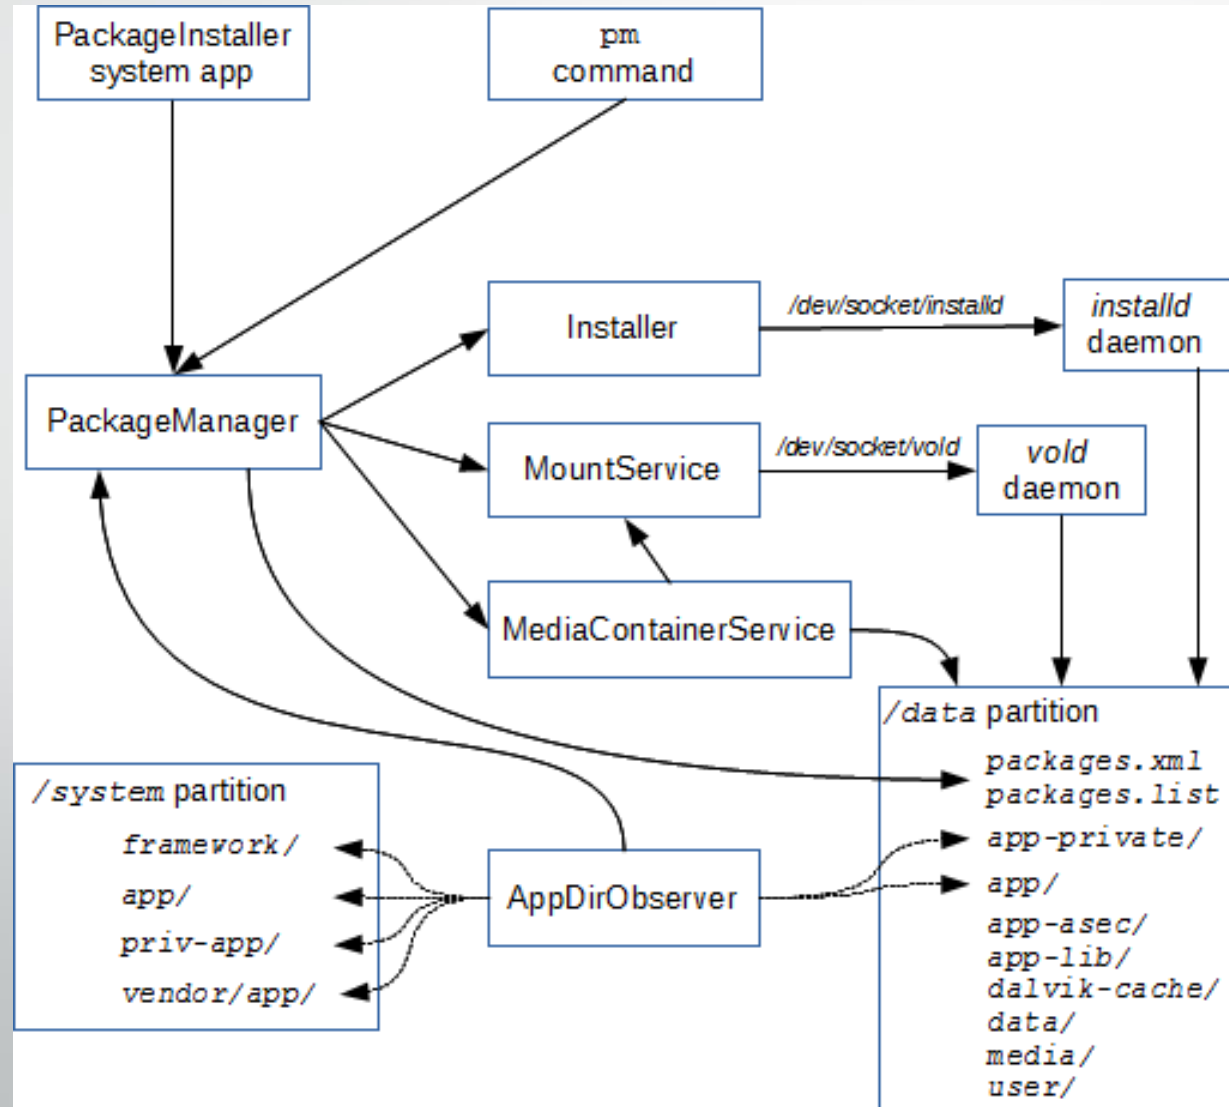 PackageInstaller
system app
pm
command
/dev/socket/installd
Installer
installd
daemon
PackageManager
/dev/socket/vold
MountService
vold
daemon
MediaContainerService
/data partition
packages.xml
packages.list
app-private/
app/
app-asec/
app-lib/
dalvik-cache/
data/
media/
user/
/system partition
framework/
app/
priv-app/
vendor/app/
AppDirObserver